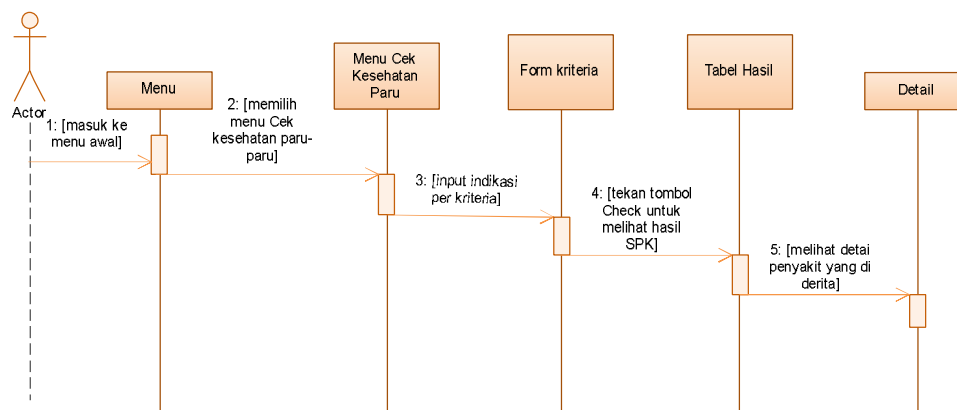 Actor
Menu
Menu Cek
Kesehatan
Paru
Form kriteria
Tabel Hasil
Detail
1: [masuk ke
menu awal]
2: [memilih
menu Cek
kesehatan paru-
paru]
3: [input indikasi
per kriteria]
4: [tekan tombol
Check untuk
melihat hasil
SPK]
5: [melihat detai
penyakit yang di
derita]